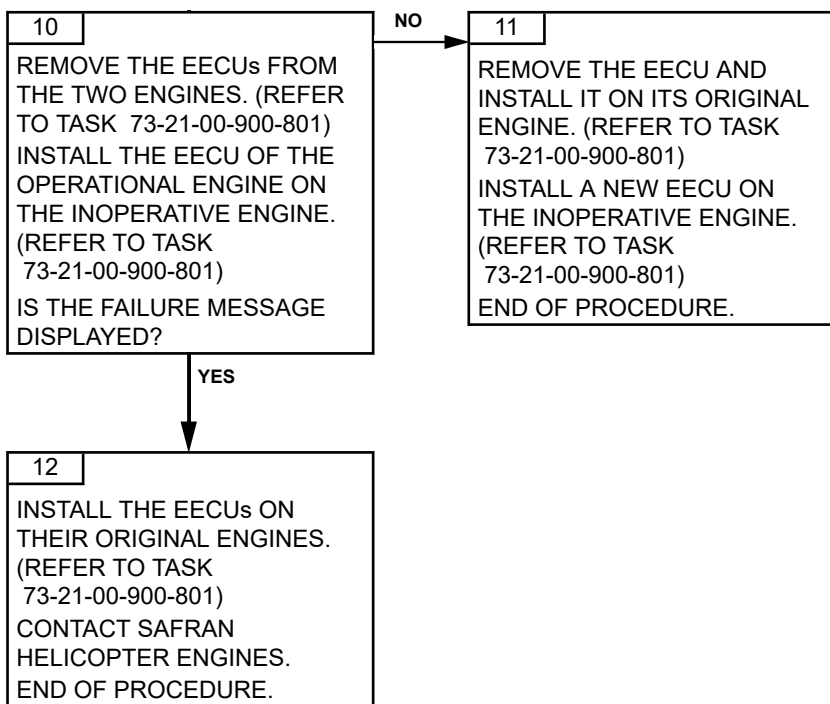 10
REMOVE THE EECUs FROM
THE TWO ENGINES. (REFER
TO TASK 73-21-00-900-801)
INSTALL THE EECU OF THE
OPERATIONAL ENGINE ON
THE INOPERATIVE ENGINE.
(REFER TO TASK
73-21-00-900-801)
IS THE FAILURE MESSAGE
DISPLAYED?
NO
11
REMOVE THE EECU AND
INSTALL IT ON ITS ORIGINAL
ENGINE. (REFER TO TASK
73-21-00-900-801)
INSTALL A NEW EECU ON
THE INOPERATIVE ENGINE.
(REFER TO TASK
73-21-00-900-801)
END OF PROCEDURE.
YES
12
INSTALL THE EECUs ON
THEIR ORIGINAL ENGINES.
(REFER TO TASK
73-21-00-900-801)
CONTACT SAFRAN
HELICOPTER ENGINES.
END OF PROCEDURE.